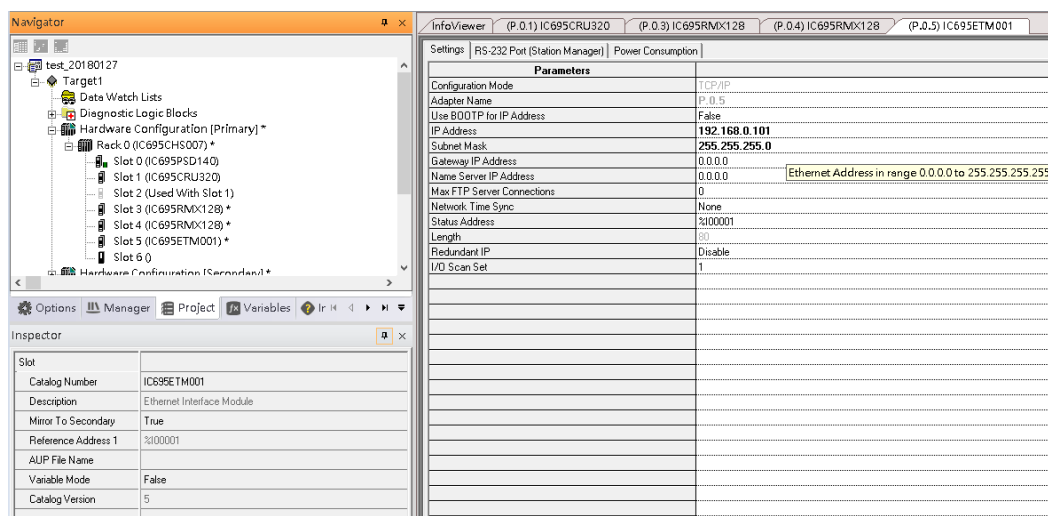 Navigator
test_20180127
Target1
Data Watch Lists
Diagnostic Logic Blocks
Hardware Configuration [Primary] *
Rack 0 (IC695CHS007) *
Slot 0 (IC695PSD140)
Slot 1 (IC695CRU320)
Slot 2 (Used With Slot 1)
Slot 3 (IC695RMX128) *
Slot 4 (IC695RMX128) *
Slot 5 (IC695ETM001) *
Slot 6 ()
Hardware Configuration [Secondary] *
Options Manager Project Variables Ir
Inspector
Slot
Catalog Number IC695ETM001
Description Ethernet Interface Module
Mirror To Secondary True
Reference Address 1 %I00001
AUP File Name
Variable Mode False
Catalog Version 5
InfoViewer (P.0.1) IC695CRU320 (P.0.3) IC695RMX128 (P.0.4) IC695RMX128 (P.0.5) IC695ETM001
Settings RS-232 Port (Station Manager) Power Consumption
Parameters
Configuration Mode TCP/IP
Adapter Name P.0.5
Use BOOTP for IP Address False
IP Address 192.168.0.101
Subnet Mask 255.255.255.0
Gateway IP Address 0.0.0.0
Name Server IP Address 0.0.0.0
Ethernet Address in range 0.0.0.0 to 255.255.255.255
Max FTP Server Connections 0
Network Time Sync None
Status Address %I00001
Length 80
Redundant IP Disable
I/O Scan Set 1